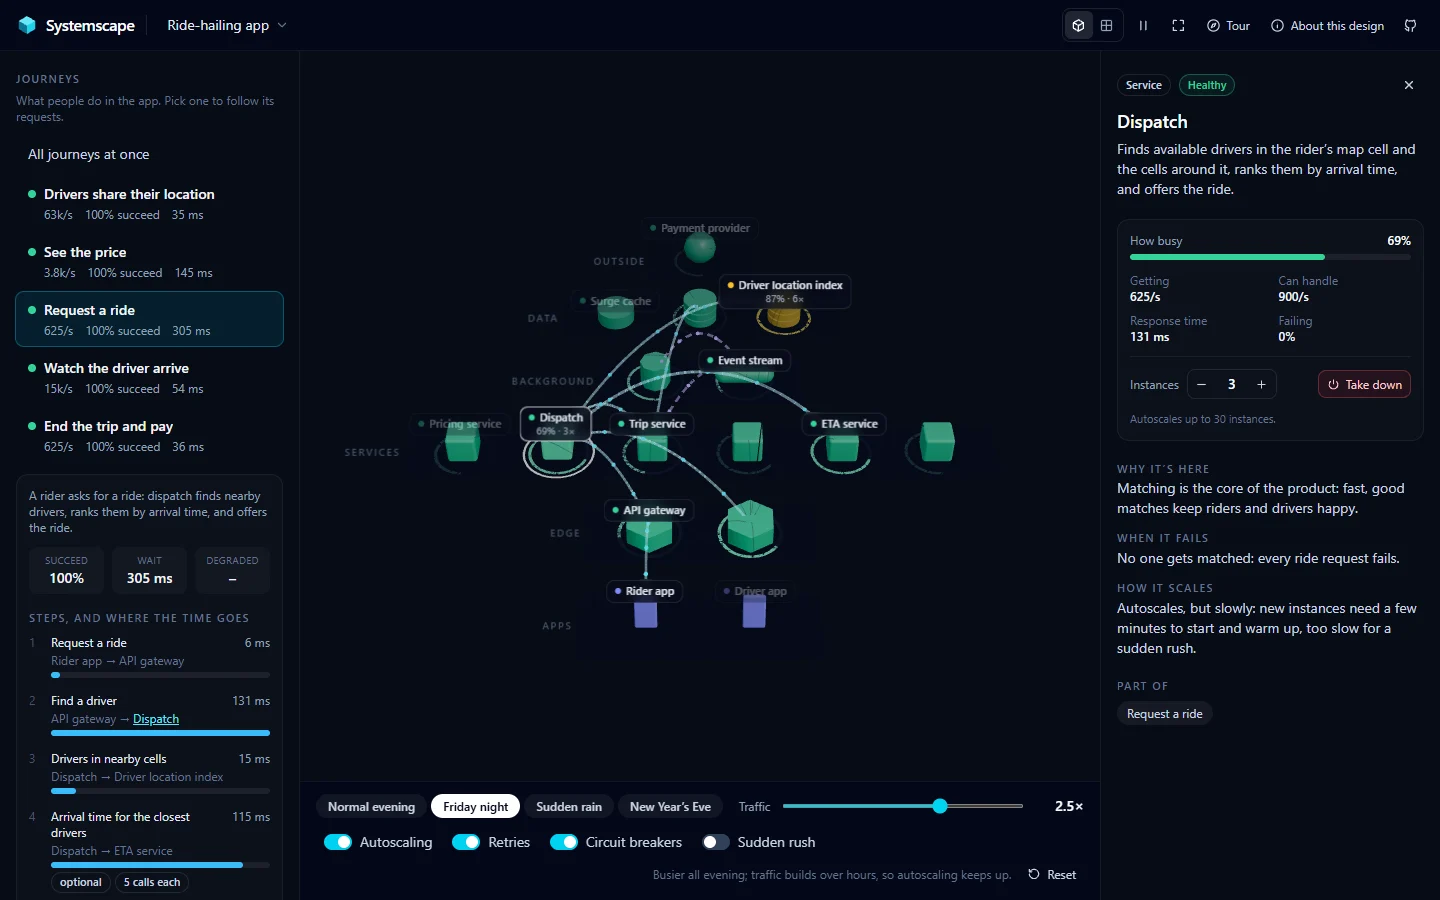 Systemscape
Ride-hailing app
Tour
About this design
JOURNEYS
What people do in the app. Pick one to follow its
requests.
All journeys at once
Drivers share their location
63k/s 100% succeed 35 ms
See the price
3.8k/s 100% succeed 145 ms
Request a ride
625/s 100% succeed 305 ms
Watch the driver arrive
15k/s 100% succeed 54 ms
End the trip and pay
625/s 100% succeed 36 ms
A rider asks for a ride: dispatch finds nearby
drivers, ranks them by arrival time, and offers
the ride.
SUCCEED
100%
WAIT
305 ms
DEGRADED
–
STEPS, AND WHERE THE TIME GOES
1 Request a ride 6 ms
Rider app → API gateway
2 Find a driver 131 ms
API gateway → Dispatch
3 Drivers in nearby cells 15 ms
Dispatch → Driver location index
4 Arrival time for the closest 115 ms
drivers
Dispatch → ETA service
optional
5 calls each
Payment provider
OUTSIDE
Driver location index
87% · 6×
Surge cache
DATA
Event stream
BACKGROUND
Pricing service
Dispatch
69% · 3×
Trip service
ETA service
SERVICES
API gateway
EDGE
Rider app
Driver app
APPS
Normal evening
Friday night
Sudden rain
New Year's Eve
Traffic
2.5×
Autoscaling
Retries
Circuit breakers
Sudden rush
Busier all evening; traffic builds over hours, so autoscaling keeps up.
Reset
Service
Healthy
Dispatch
Finds available drivers in the rider's map cell and
the cells around it, ranks them by arrival time,
and offers the ride.
How busy 69%
Getting
625/s
Can handle
900/s
Response time
131 ms
Failing
0%
Instances − 3 +
Take down
Autoscales up to 30 instances.
WHY IT'S HERE
Matching is the core of the product: fast, good
matches keep riders and drivers happy.
WHEN IT FAILS
No one gets matched: every ride request fails.
HOW IT SCALES
Autoscales, but slowly: new instances need a few
minutes to start and warm up, too slow for a
sudden rush.
PART OF
Request a ride